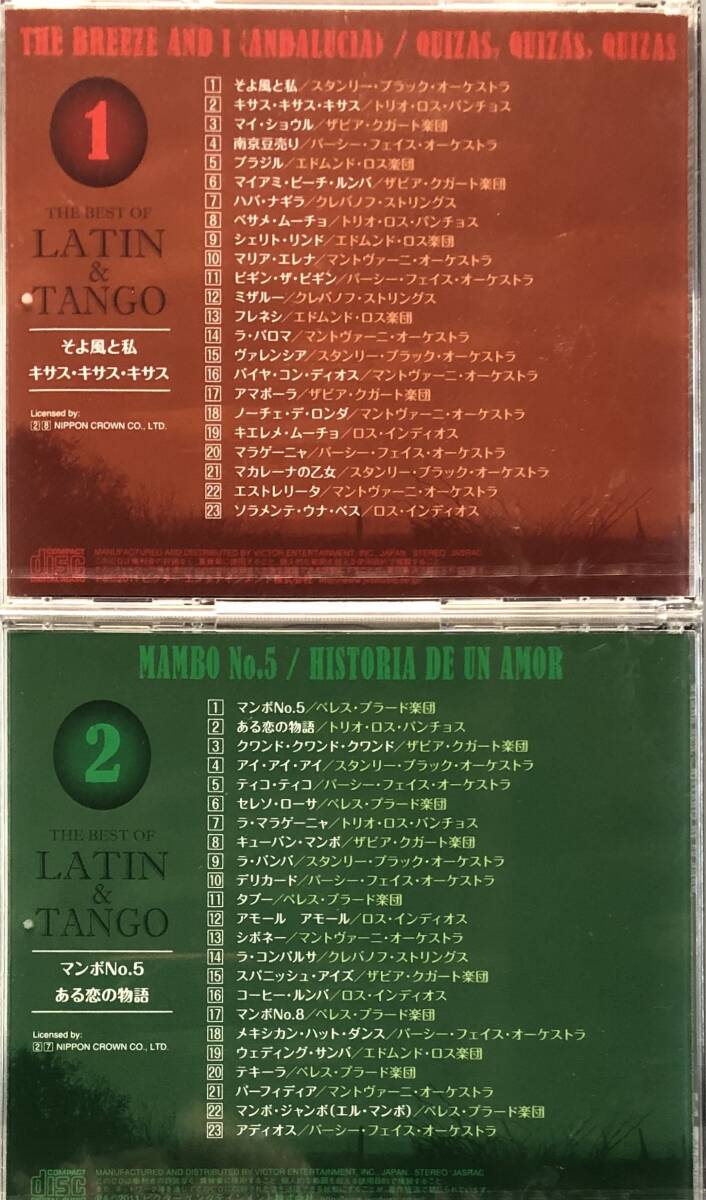 THE BREEZE AND I (ANDALUCIA) / QUIZAS, QUIZAS, QUIZAS
1
THE BEST OF
LATIN
&
TANGO
そよ風と私
キサス・キサス・キサス
Licensed by:
2 8 NIPPON CROWN CO., LTD.
1 そよ風と私/スタンリー・ブラック・オーケストラ
2 キサス・キサス・キサス/トリオ・ロス・パンチョス
3 マイ・ショウル/ザビア・クガート楽団
4 南京豆売り/パーシー・フェイス・オーケストラ
5 ブラジル/エドムンド・ロス楽団
6 マイアミ・ビーチ・ルンバ/ザビア・クガート楽団
7 ハバ・ナギラ/クレバノフ・ストリングス
8 ベサメ・ムーチョ/トリオ・ロス・パンチョス
9 シェリト・リンド/エドムンド・ロス楽団
10 マリア・エレナ/マントヴァーニ・オーケストラ
11 ビギン・ザ・ビギン/パーシー・フェイス・オーケストラ
12 ミザルー/クレバノフ・ストリングス
13 フレネシ/エドムンド・ロス楽団
14 ラ・パロマ/マントヴァーニ・オーケストラ
15 ヴァレンシア/スタンリー・ブラック・オーケストラ
16 バイヤ・コン・ディオス/マントヴァーニ・オーケストラ
17 アマポーラ/ザビア・クガート楽団
18 ノーチェ・デ・ロンダ/マントヴァーニ・オーケストラ
19 キエレメ・ムーチョ/ロス・インディオス
20 マラゲーニャ/パーシー・フェイス・オーケストラ
21 マカレーナの乙女/スタンリー・ブラック・オーケストラ
22 エストレリータ/マントヴァーニ・オーケストラ
23 ソラメンテ・ウナ・ベス/ロス・インディオス
COMPACT
disc
DIGITAL AUDIO
MANUFACTURED AND DISTRIBUTED BY VICTOR ENTERTAINMENT, INC., JAPAN. STEREO JASRAC
MAMBO No.5 / HISTORIA DE UN AMOR
2
THE BEST OF
LATIN
&
TANGO
マンボNo.5
ある恋の物語
Licensed by:
2 7 NIPPON CROWN CO., LTD.
1 マンボNo.5/ペレス・プラード楽団
2 ある恋の物語/トリオ・ロス・パンチョス
3 クワンド・クワンド・クワンド/ザビア・クガート楽団
4 アイ・アイ・アイ/スタンリー・ブラック・オーケストラ
5 ティコ・ティコ/パーシー・フェイス・オーケストラ
6 セレソ・ローサ/ペレス・プラード楽団
7 ラ・マラゲーニャ/トリオ・ロス・パンチョス
8 キューバン・マンボ/ザビア・クガート楽団
9 ラ・バンバ/スタンリー・ブラック・オーケストラ
10 デリカード/パーシー・フェイス・オーケストラ
11 タブー/ペレス・プラード楽団
12 アモール アモール/ロス・インディオス
13 シボネー/マントヴァーニ・オーケストラ
14 ラ・コンパルサ/クレバノフ・ストリングス
15 スパニッシュ・アイズ/ザビア・クガート楽団
16 コーヒー・ルンバ/ロス・インディオス
17 マンボNo.8/ペレス・プラード楽団
18 メキシカン・ハット・ダンス/パーシー・フェイス・オーケストラ
19 ウェディング・サンバ/エドムンド・ロス楽団
20 テキーラ/ペレス・プラード楽団
21 パーフィディア/マントヴァーニ・オーケストラ
22 マンボ・ジャンボ(エル・マンボ)/ペレス・プラード楽団
23 アディオス/パーシー・フェイス・オーケストラ
COMPACT
disc
MANUFACTURED AND DISTRIBUTED BY VICTOR ENTERTAINMENT, INC., JAPAN. STEREO JASRAC